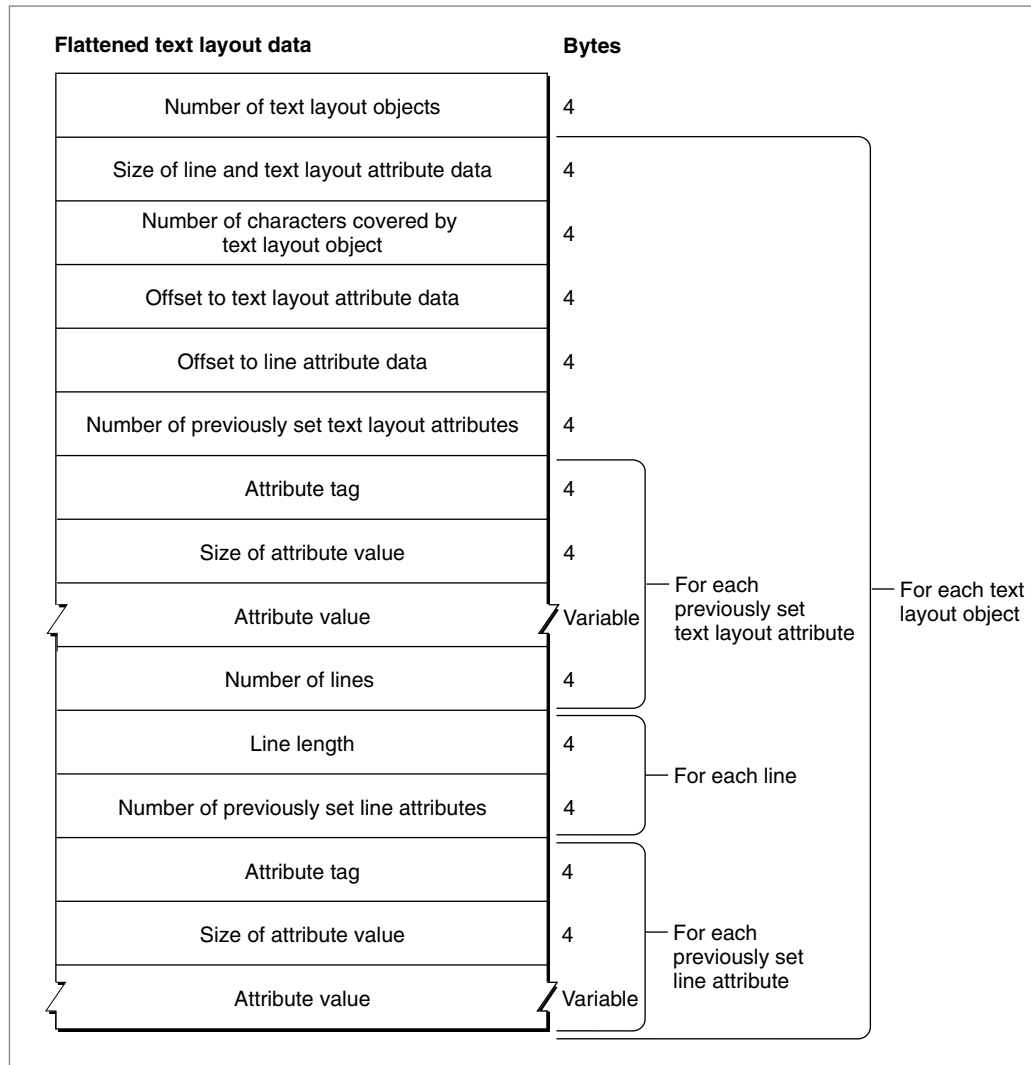 Flattened text layout data Bytes
Number of text layout objects 4
Size of line and text layout attribute data 4
Number of characters covered by
text layout object 4
Offset to text layout attribute data 4
Offset to line attribute data 4
Number of previously set text layout attributes 4
Attribute tag 4
Size of attribute value 4
Attribute value Variable
Number of lines 4
For each
previously set
text layout attribute
For each text
layout object
Line length 4
Number of previously set line attributes 4
For each line
Attribute tag 4
Size of attribute value 4
Attribute value Variable
For each
previously set
line attribute